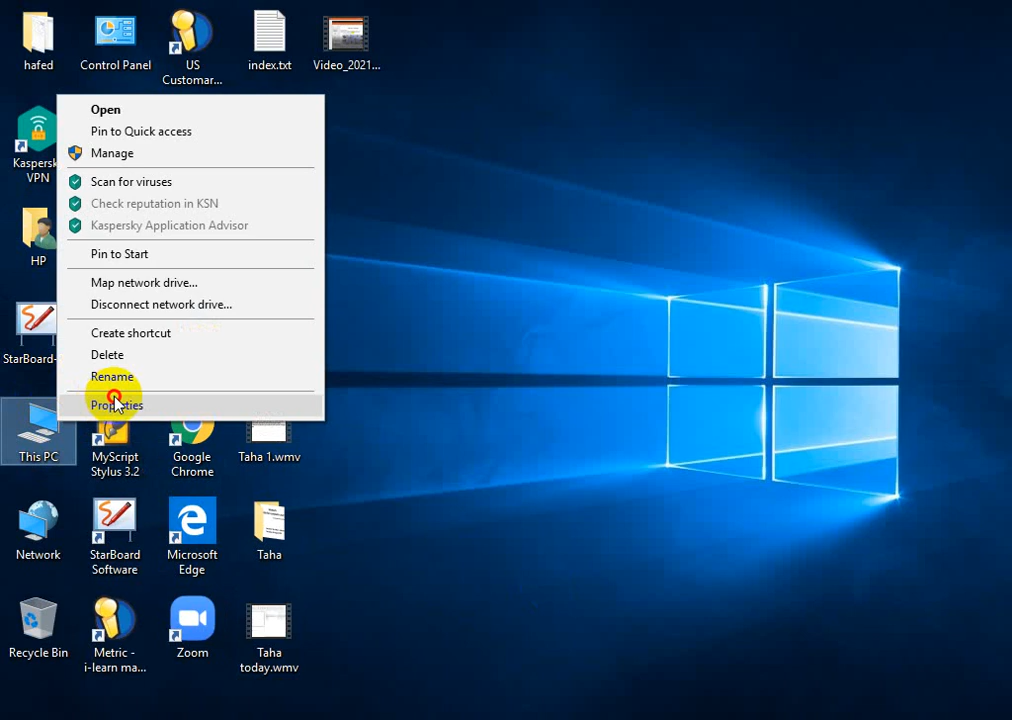 hafed
Control Panel
US
Customar...
index.txt
Video_2021...
Open
Pin to Quick access
Manage
Scan for viruses
Check reputation in KSN
Kaspersky Application Advisor
Pin to Start
Map network drive...
Disconnect network drive...
Create shortcut
Delete
Rename
Properties
Kaspersk
VPN
HP
StarBoard
This PC
MyScript
Stylus 3.2
Google
Chrome
Taha 1.wmv
Network
StarBoard
Software
Microsoft
Edge
Taha
Recycle Bin
Metric -
i-learn ma...
Zoom
Taha
today.wmv